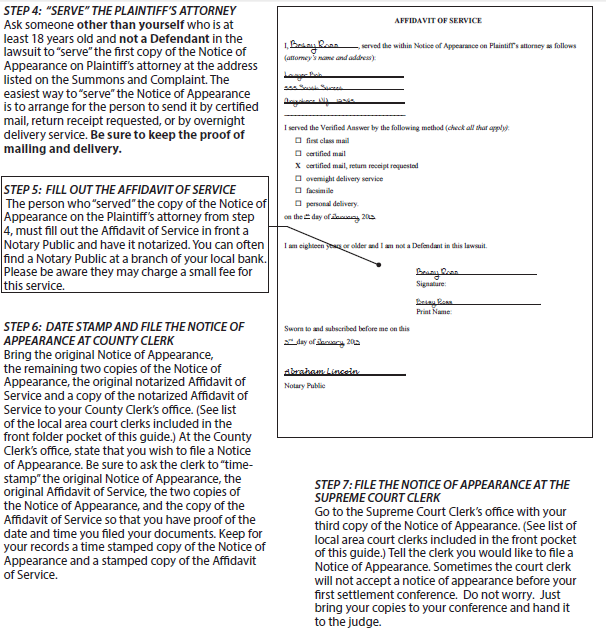 STEP 4: “SERVE” THE PLAINTIFF’S ATTORNEY
Ask someone other than yourself who is at
least 18 years old and not a Defendant in the
lawsuit to “serve” the first copy of the Notice of
Appearance on Plaintiff’s attorney at the address
listed on the Summons and Complaint. The
easiest way to “serve” the Notice of Appearance
is to arrange for the person to send it by certified
mail, return receipt requested, or by overnight
delivery service. Be sure to keep the proof of
mailing and delivery.
STEP 5: FILL OUT THE AFFIDAVIT OF SERVICE
The person who “served” the copy of the Notice of
Appearance on the Plaintiff’s attorney from step
4, must fill out the Affidavit of Service in front a
Notary Public and have it notarized. You can often
find a Notary Public at a branch of your local bank.
Please be aware they may charge a small fee for
this service.
STEP 6: DATE STAMP AND FILE THE NOTICE OF
APPEARANCE AT COUNTY CLERK
Bring the original Notice of Appearance,
the remaining two copies of the Notice of
Appearance, the original notarized Affidavit of
Service and a copy of the notarized Affidavit of
Service to your County Clerk’s office. (See list
of the local area court clerks included in the
front folder pocket of this guide.) At the County
Clerk’s office, state that you wish to file a Notice
of Appearance. Be sure to ask the clerk to “time-
stamp” the original Notice of Appearance, the
original Affidavit of Service, the two copies of
the Notice of Appearance, and the copy of the
Affidavit of Service so that you have proof of the
date and time you filed your documents. Keep for
your records a time stamped copy of the Notice of
Appearance and a stamped copy of the Affidavit
of Service.
AFFIDAVIT OF SERVICE
I, Betsy Ross, served the within Notice of Appearance on Plaintiff's attorney as follows
(attorney's name and address):
Lawyer Bob
555 South Street
Anywhere NY
I served the Verified Answer by the following method (check all that apply):
first class mail
certified mail
X certified mail, return receipt requested
overnight delivery service
facsimile
personal delivery.
on the day of January, 20
I am eighteen years or older and I am not a Defendant in this lawsuit.
Betsy Ross
Signature:
Betsy Ross
Print Name:
Sworn to and subscribed before me on this
day of January, 20
Abraham Lincoln
Notary Public
STEP 7: FILE THE NOTICE OF APPEARANCE AT THE
SUPREME COURT CLERK
Go to the Supreme Court Clerk’s office with your
third copy of the Notice of Appearance. (See list of
local area court clerks included in the front pocket
of this guide.) Tell the clerk you would like to file a
Notice of Appearance. Sometimes the court clerk
will not accept a notice of appearance before your
first settlement conference. Do not worry. Just
bring your copies to your conference and hand it
to the judge.